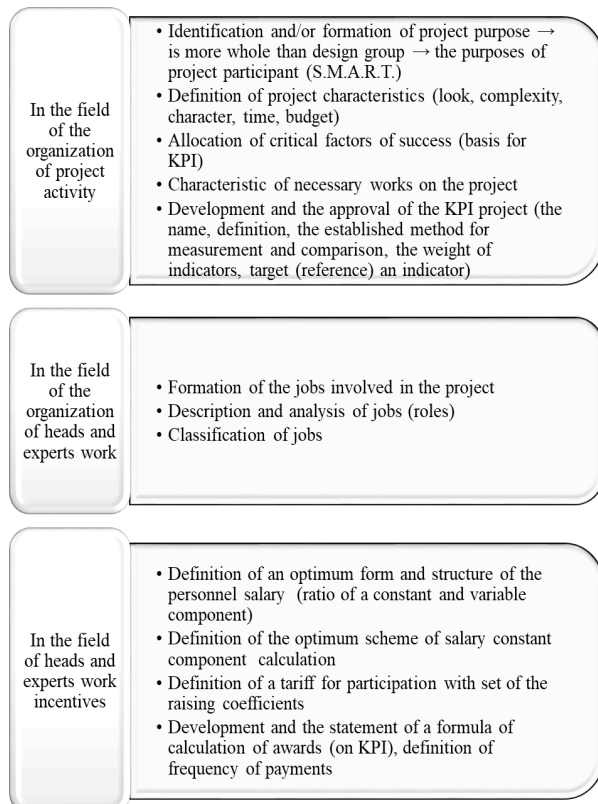 In the field
of the
organization
of project
activity
• Identification and/or formation of project purpose →
is more whole than design group → the purposes of
project participant (S.M.A.R.T.)
• Definition of project characteristics (look, complexity,
character, time, budget)
• Allocation of critical factors of success (basis for
KPI)
• Characteristic of necessary works on the project
• Development and the approval of the KPI project (the
name, definition, the established method for
measurement and comparison, the weight of
indicators, target (reference) an indicator)
In the field
of the
organization
of heads and
experts work
• Formation of the jobs involved in the project
• Description and analysis of jobs (roles)
• Classification of jobs
In the field
of heads and
experts work
incentives
• Definition of an optimum form and structure of the
personnel salary (ratio of a constant and variable
component)
• Definition of the optimum scheme of salary constant
component calculation
• Definition of a tariff for participation with set of the
raising coefficients
• Development and the statement of a formula of
calculation of awards (on KPI), definition of
frequency of payments